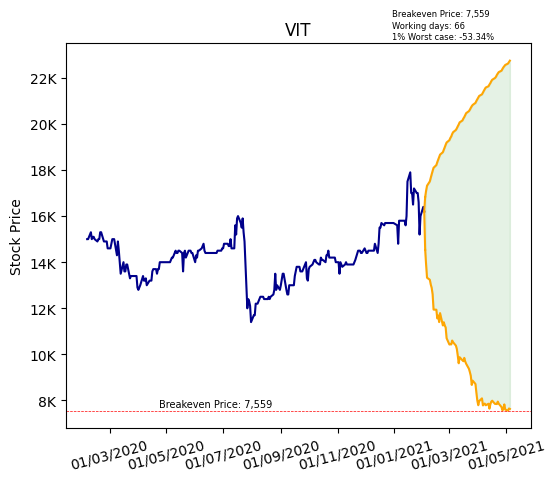 Breakeven Price: 7,559
Working days: 66
1% Worst case: -53.34%
VIT
Stock Price
22K
20K
18K
16K
14K
12K
10K
8K
Breakeven Price: 7,559
01/03/2020
01/05/2020
01/07/2020
01/09/2020
01/11/2020
01/01/2021
01/03/2021
01/05/2021